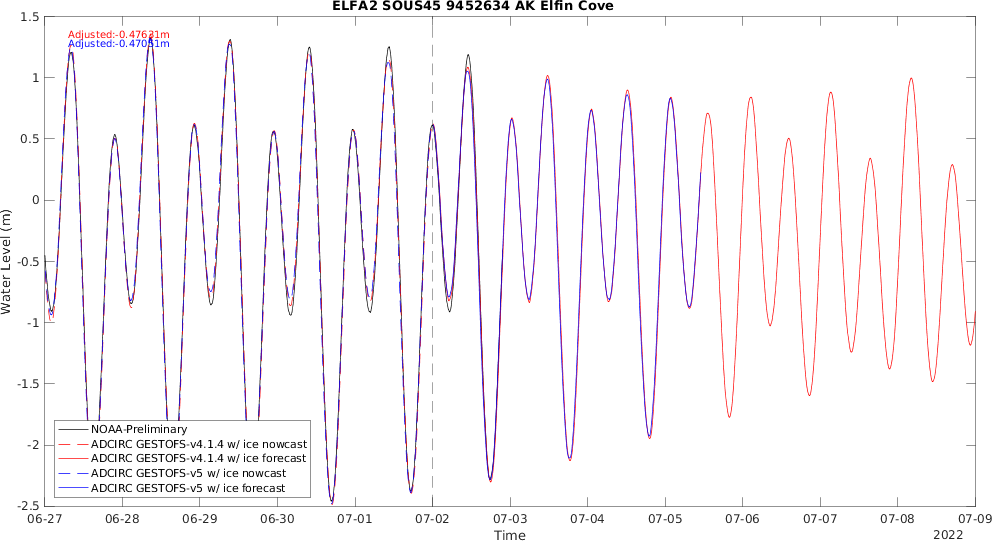 ELFA2 SOUS45 9452634 AK Elfin Cove
Adjusted:-0.47631m
Adjusted:-0.47051m
Water Level (m)
1.5
1
0.5
0
-0.5
-1
-1.5
-2
-2.5
NOAA-Preliminary
ADCIRC GESTOFS-v4.1.4 w/ ice nowcast
ADCIRC GESTOFS-v4.1.4 w/ ice forecast
ADCIRC GESTOFS-v5 w/ ice nowcast
ADCIRC GESTOFS-v5 w/ ice forecast
06-27 06-28 06-29 06-30 07-01 07-02 07-03 07-04 07-05 07-06 07-07 07-08 07-09
Time
2022